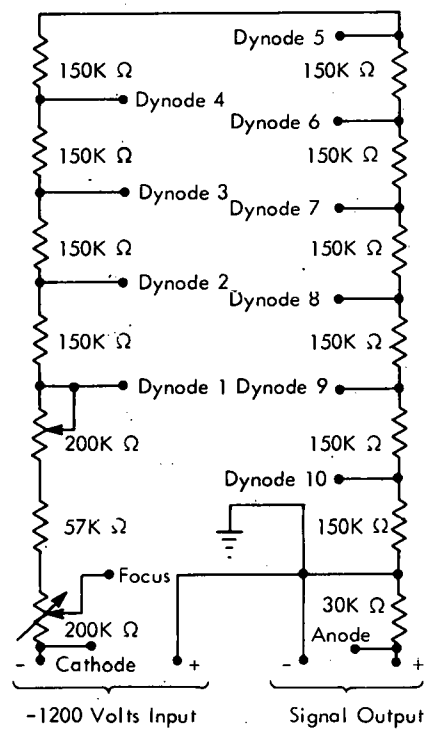 Dynode 5
150K Ω 150K Ω
Dynode 4
Dynode 6
150K Ω 150K Ω
Dynode 3
Dynode 7
150K Ω 150K Ω
Dynode 2
Dynode 8
150K Ω 150K Ω
Dynode 1 Dynode 9
200K Ω 150K Ω
Dynode 10
57K Ω 150K Ω
Focus
30K Ω
200K Ω Anode
- Cathode + - +
-1200 Volts Input Signal Output